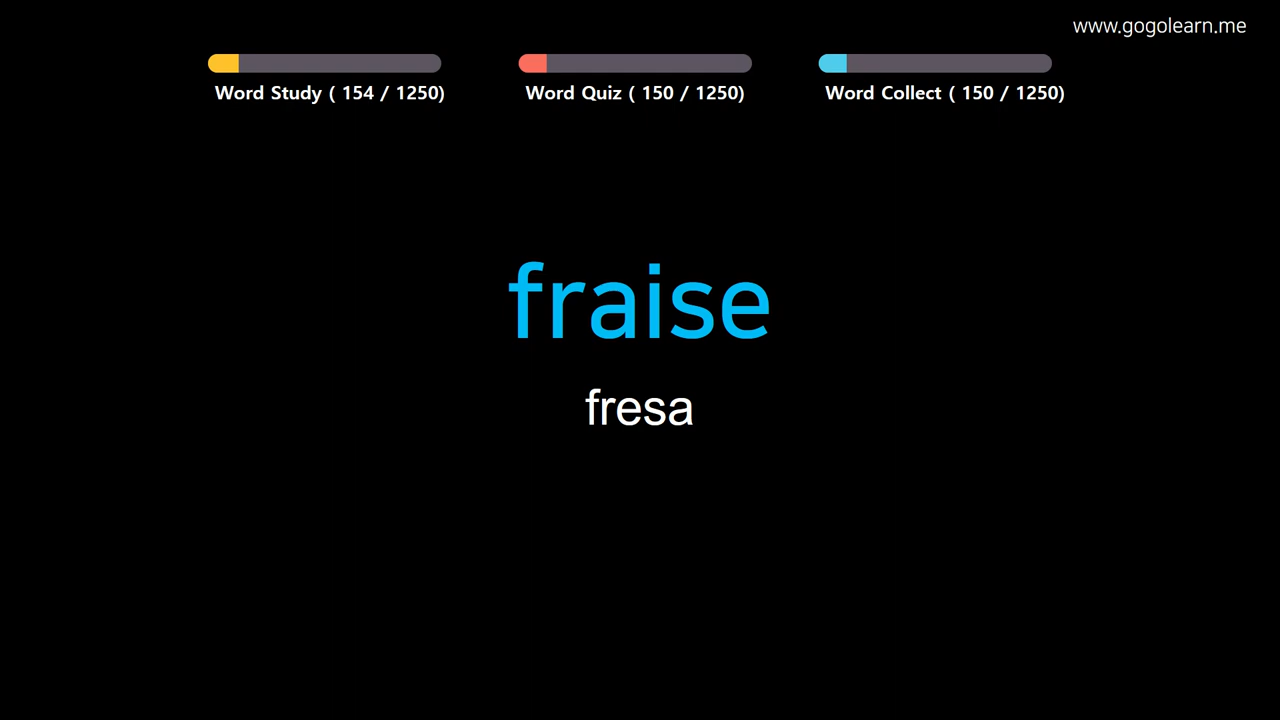 www.gogolearn.me
Word Study ( 154 / 1250)
Word Quiz ( 150 / 1250)
Word Collect ( 150 / 1250)
fraise
fresa